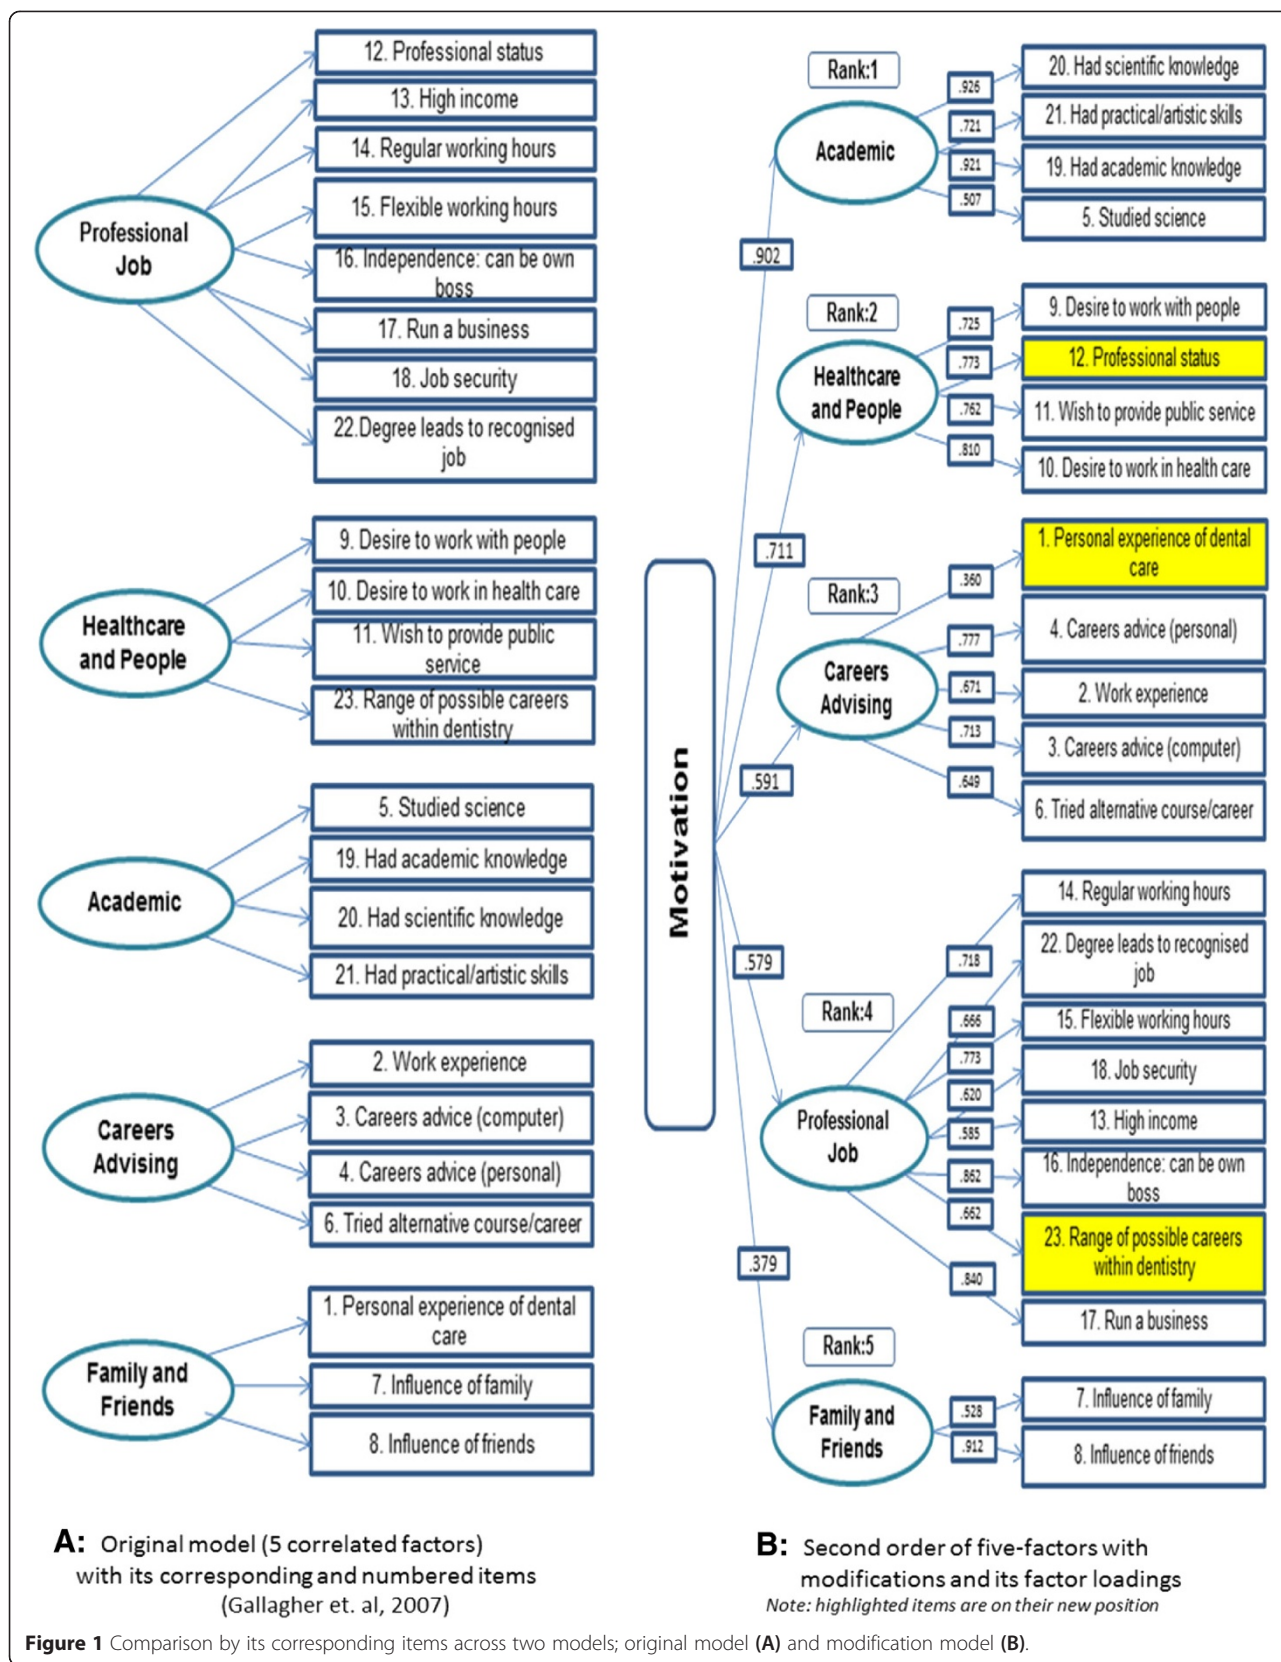 12. Professional status
13. High income
14. Regular working hours
15. Flexible working hours
16. Independence: can be own
boss
17. Run a business
18. Job security
22.Degree leads to recognised
job
Professional
Job
9. Desire to work with people
10. Desire to work in health care
11. Wish to provide public
service
23. Range of possible careers
within dentistry
Healthcare
and People
5. Studied science
19. Had academic knowledge
20. Had scientific knowledge
21. Had practical/artistic skills
Academic
2. Work experience
3. Careers advice (computer)
4. Careers advice (personal)
6. Tried alternative course/career
Careers
Advising
1. Personal experience of dental
care
7. Influence of family
8. Influence of friends
Family and
Friends
A: Original model (5 correlated factors)
with its corresponding and numbered items
(Gallagher et. al, 2007)
Motivation
.902
.711
.591
.579
.379
Rank:1
Academic
.926
.721
.921
.507
20. Had scientific knowledge
21. Had practical/artistic skills
19. Had academic knowledge
5. Studied science
Rank:2
Healthcare
and People
.725
.773
.762
.810
9. Desire to work with people
12. Professional status
11. Wish to provide public service
10. Desire to work in health care
Rank:3
Careers
Advising
.360
.777
.671
.713
.649
1. Personal experience of dental
care
4. Careers advice (personal)
2. Work experience
3. Careers advice (computer)
6. Tried alternative course/career
Rank:4
Professional
Job
.718
.666
.773
.620
.585
.862
.662
.840
14. Regular working hours
22. Degree leads to recognised
job
15. Flexible working hours
18. Job security
13. High income
16. Independence: can be own
boss
23. Range of possible careers
within dentistry
17. Run a business
Rank:5
Family and
Friends
.528
.912
7. Influence of family
8. Influence of friends
B: Second order of five-factors with
modifications and its factor loadings
Note: highlighted items are on their new position
Figure 1 Comparison by its corresponding items across two models; original model (A) and modification model (B).